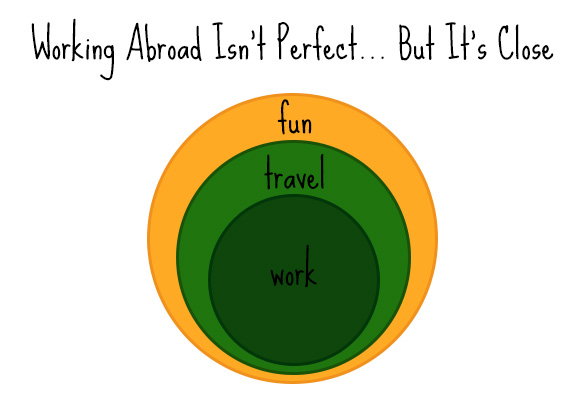 Working Abroad Isn't Perfect... But It's Close
fun
travel
work